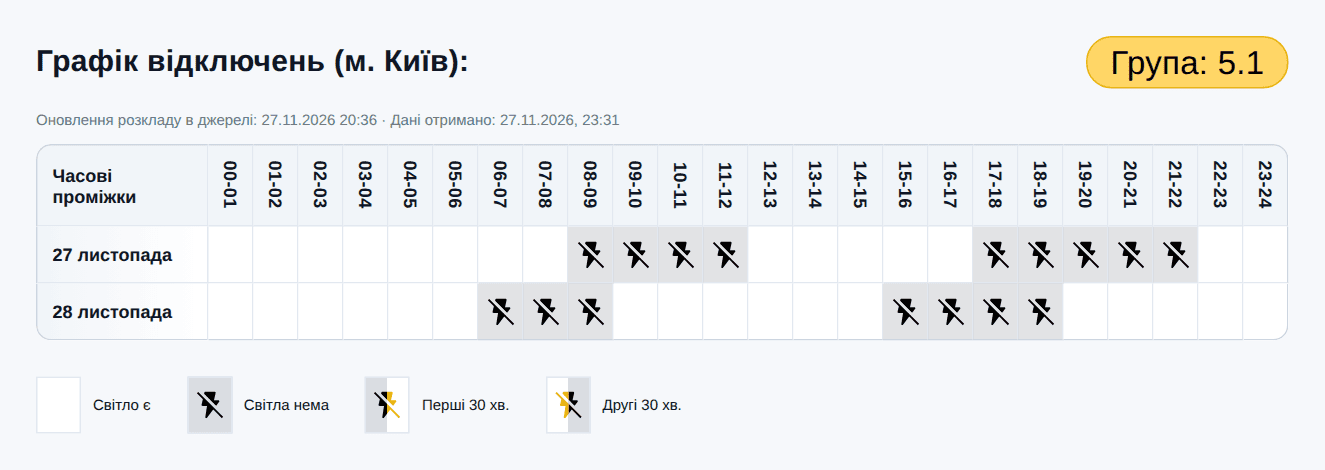 Графік відключень (м. Київ):
Група: 5.1
Оновлення розкладу в джерелі: 27.11.2026 20:36 · Дані отримано: 27.11.2026, 23:31
Часові
проміжки
00-01
01-02
02-03
03-04
04-05
05-06
06-07
07-08
08-09
09-10
10-11
11-12
12-13
13-14
14-15
15-16
16-17
17-18
18-19
19-20
20-21
21-22
22-23
23-24
27 листопада
28 листопада
Світло є
Світла нема
Перші 30 хв.
Другі 30 хв.